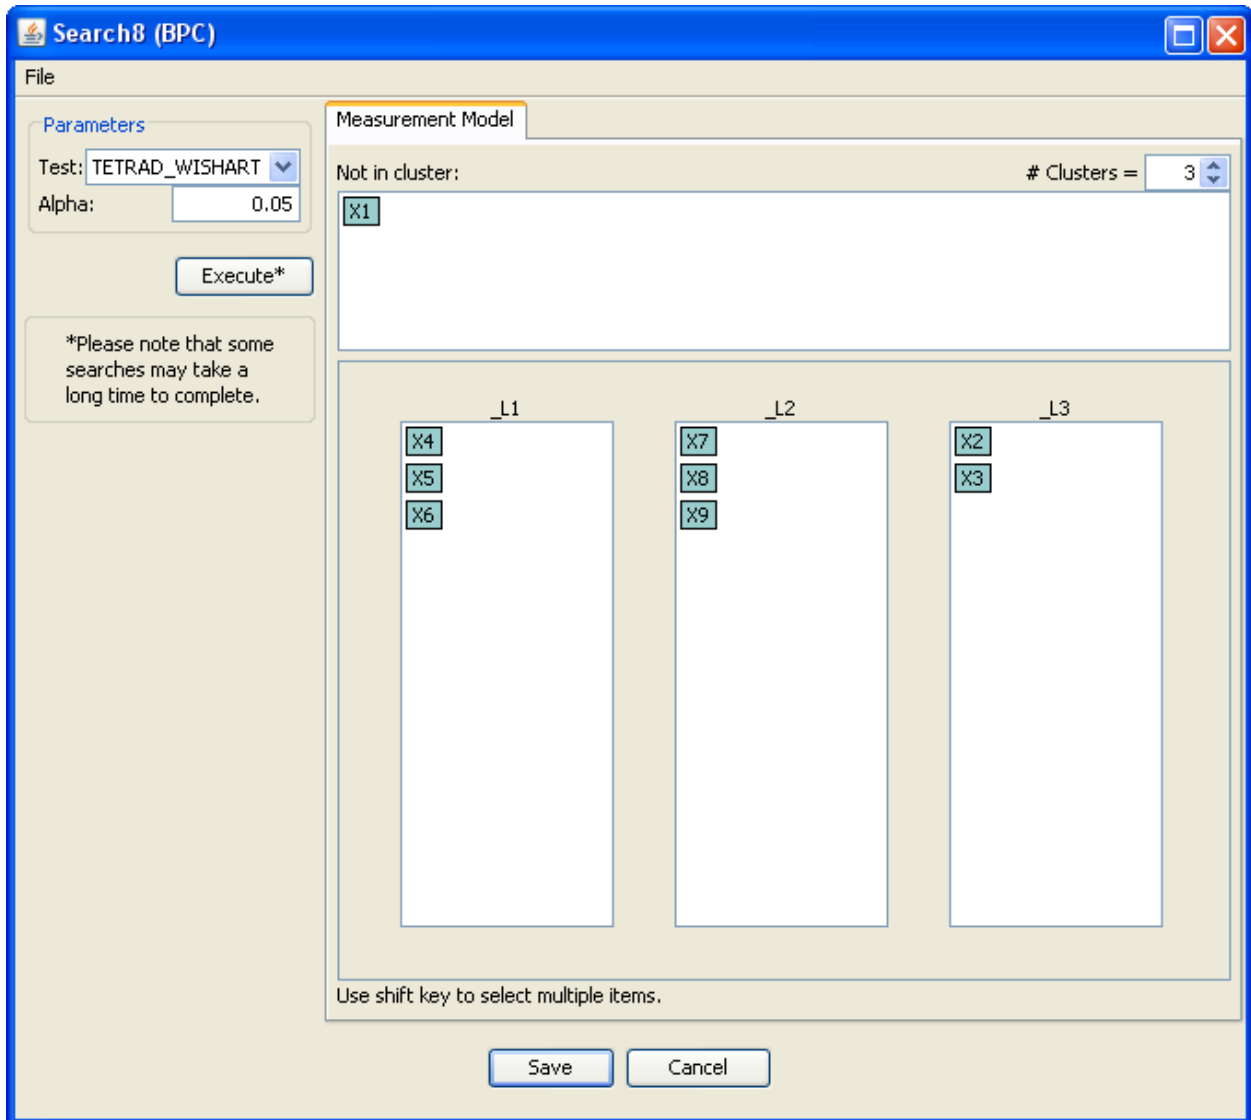 Search8 (BPC)
File
Parameters
Test: TETRAD_WISHART
Alpha: 0.05
Execute*
*Please note that some
searches may take a
long time to complete.
Measurement Model
Not in cluster: # Clusters = 3
X1
_L1 _L2 _L3
X4 X7 X2
X5 X8 X3
X6 X9
Use shift key to select multiple items.
Save Cancel